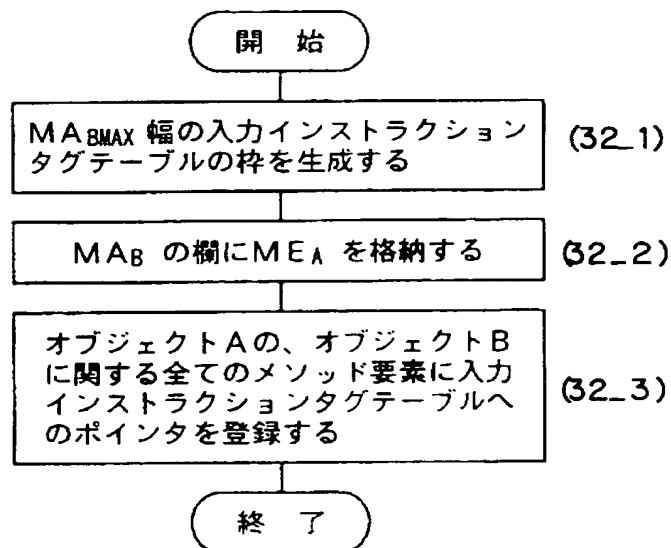 開 始
MABMAX 幅の入力インストラクション
タグテーブルの枠を生成する
(32_1)
MAB の欄にMEA を格納する
(32_2)
オブジェクトAの、オブジェクトB
に関する全てのメソッド要素に入力
インストラクションタグテーブルへ
のポインタを登録する
(32_3)
終 了